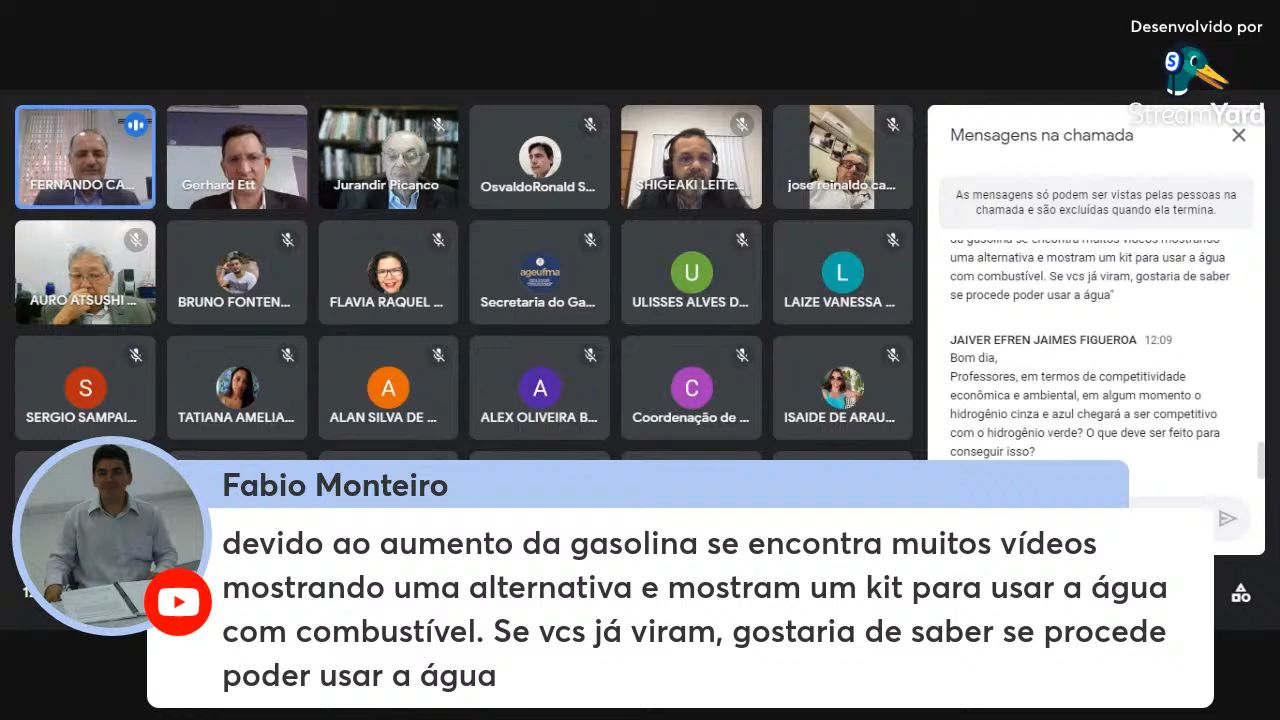 Desenvolvido por
StreamYard
FERNANDO CA...
Gerhard Ett
Jurandir Picanco
OsvaldoRonald S...
SHIGEAKI LEITE...
jose reinaldo ca...
AURO ATSUSHI ...
BRUNO FONTEN...
FLAVIA RAQUEL ...
ageufma
Secretaria do Ga...
U
ULISSES ALVES D...
L
LAIZE VANESSA ...
S
SERGIO SAMPAI...
TATIANA AMELIA...
A
ALAN SILVA DE ...
A
ALEX OLIVEIRA B...
C
Coordenação de ...
ISAIDE DE ARAU...
Mensagens na chamada
As mensagens só podem ser vistas pelas pessoas na
chamada e são excluídas quando ela termina.
da gasolina se encontra muitos vídeos mostrando
uma alternativa e mostram um kit para usar a água
com combustível. Se vcs já viram, gostaria de saber
se procede poder usar a água"
JAIVER EFREN JAIMES FIGUEROA 12:09
Bom dia,
Professores, em termos de competitividade
econômica e ambiental, em algum momento o
hidrogênio cinza e azul chegará a ser competitivo
com o hidrogênio verde? O que deve ser feito para
conseguir isso?
Fabio Monteiro
devido ao aumento da gasolina se encontra muitos vídeos
mostrando uma alternativa e mostram um kit para usar a água
com combustível. Se vcs já viram, gostaria de saber se procede
poder usar a água